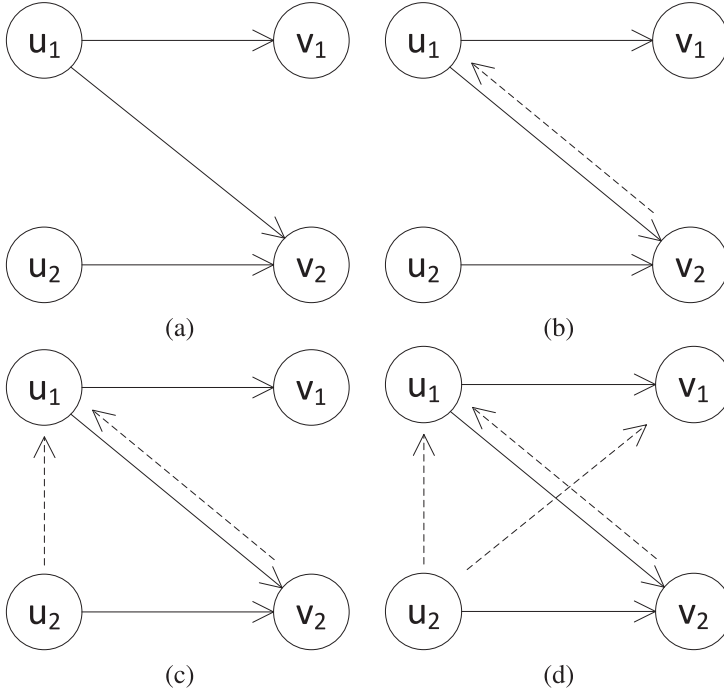 u₁ v₁ u₁ v₁
u₂ v₂ u₂ v₂
(a) (b)
u₁ v₁ u₁ v₁
u₂ v₂ u₂ v₂
(c) (d)